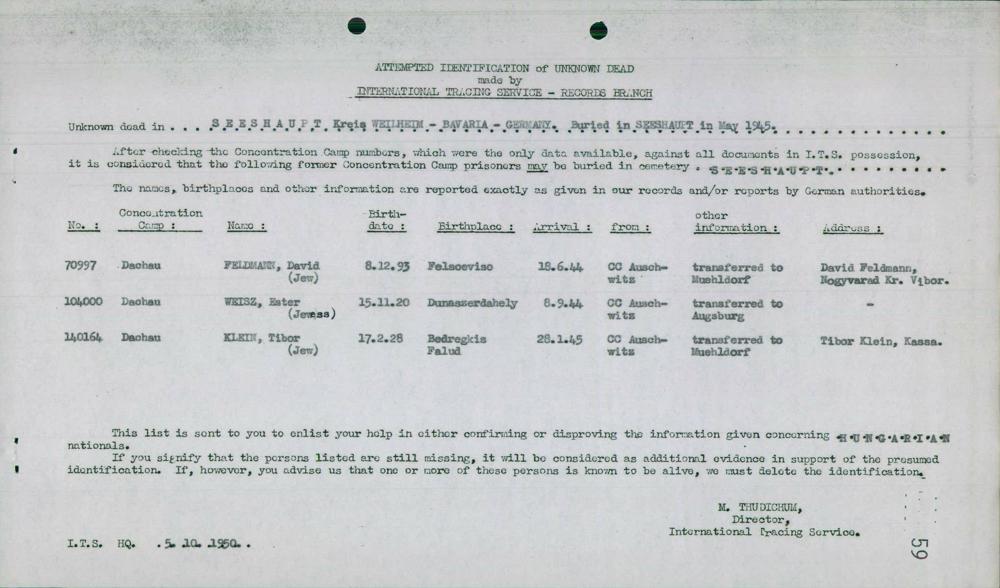 ATTEMPTED IDENTIFICATION of UNKNOWN DEAD
made by
INTERNATIONAL TRACING SERVICE - RECORDS BRANCH
Unknown dead in . . . . S.E.E.S.H.A.U.P.T. Kreis WEILHEIM - BAVARIA - GERMANY. Buried in SEESHAUPT in May 1945.
After checking the Concentration Camp numbers, which were the only data available, against all documents in I.T.S. possession,
it is considered that the following former Concentration Camp prisoners may be buried in cemetery . S.E.E.S.H.A.U.P.T. . . . . . . . . .
The names, birthplaces and other information are reported exactly as given in our records and/or reports by German authorities.
No. : Concentration Camp : Name : Birth-date : Birthplace : Arrival : from : other information : Address :
70997 Dachau FELDMANN, David 8.12.93 Felsoeviso 18.6.44 CC Ausch- transferred to David Feldmann,
(Jew) witz Muehldorf Nogyvarad Kr. Vibor.
104000 Dachau WEISZ, Ester 15.11.20 Dunaszerdahely 8.9.44 CC Ausch- transferred to -
(Jewess) witz Augsburg
140164 Dachau KLEIN, Tibor 17.2.28 Bedregkis 28.1.45 CC Ausch- transferred to Tibor Klein, Kassa.
(Jew) Falud witz Muehldorf
This list is sent to you to enlist your help in either confirming or disproving the information given concerning H.U.N.G.A.R.I.A.N
nationals.
If you signify that the persons listed are still missing, it will be considered as additional evidence in support of the presumed
identification. If, however, you advise us that one or more of these persons is known to be alive, we must delete the identification.
M. THUDICHUM,
Director,
International Tracing Service.
I.T.S. HQ. . 5. 10. 1950. .
59